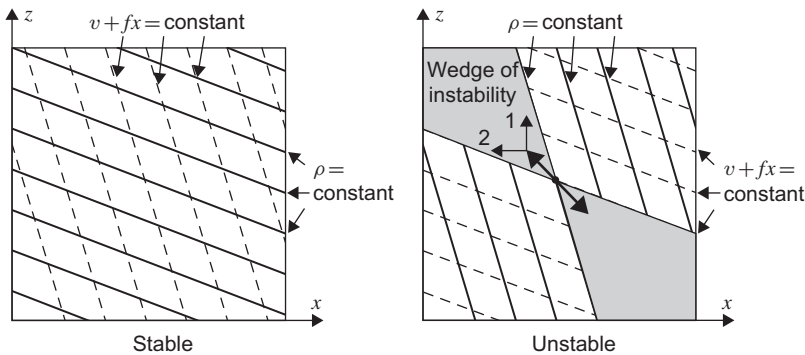 z
v + fx = constant
ρ =
constant
x
Stable
z
ρ = constant
Wedge of
instability
1
2
v + fx =
constant
x
Unstable